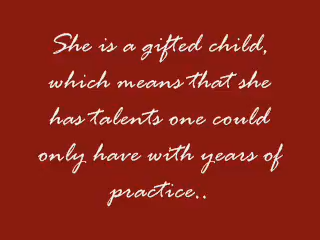 She is a gifted child,
which means that she
has talents one could
only have with years of
practice..